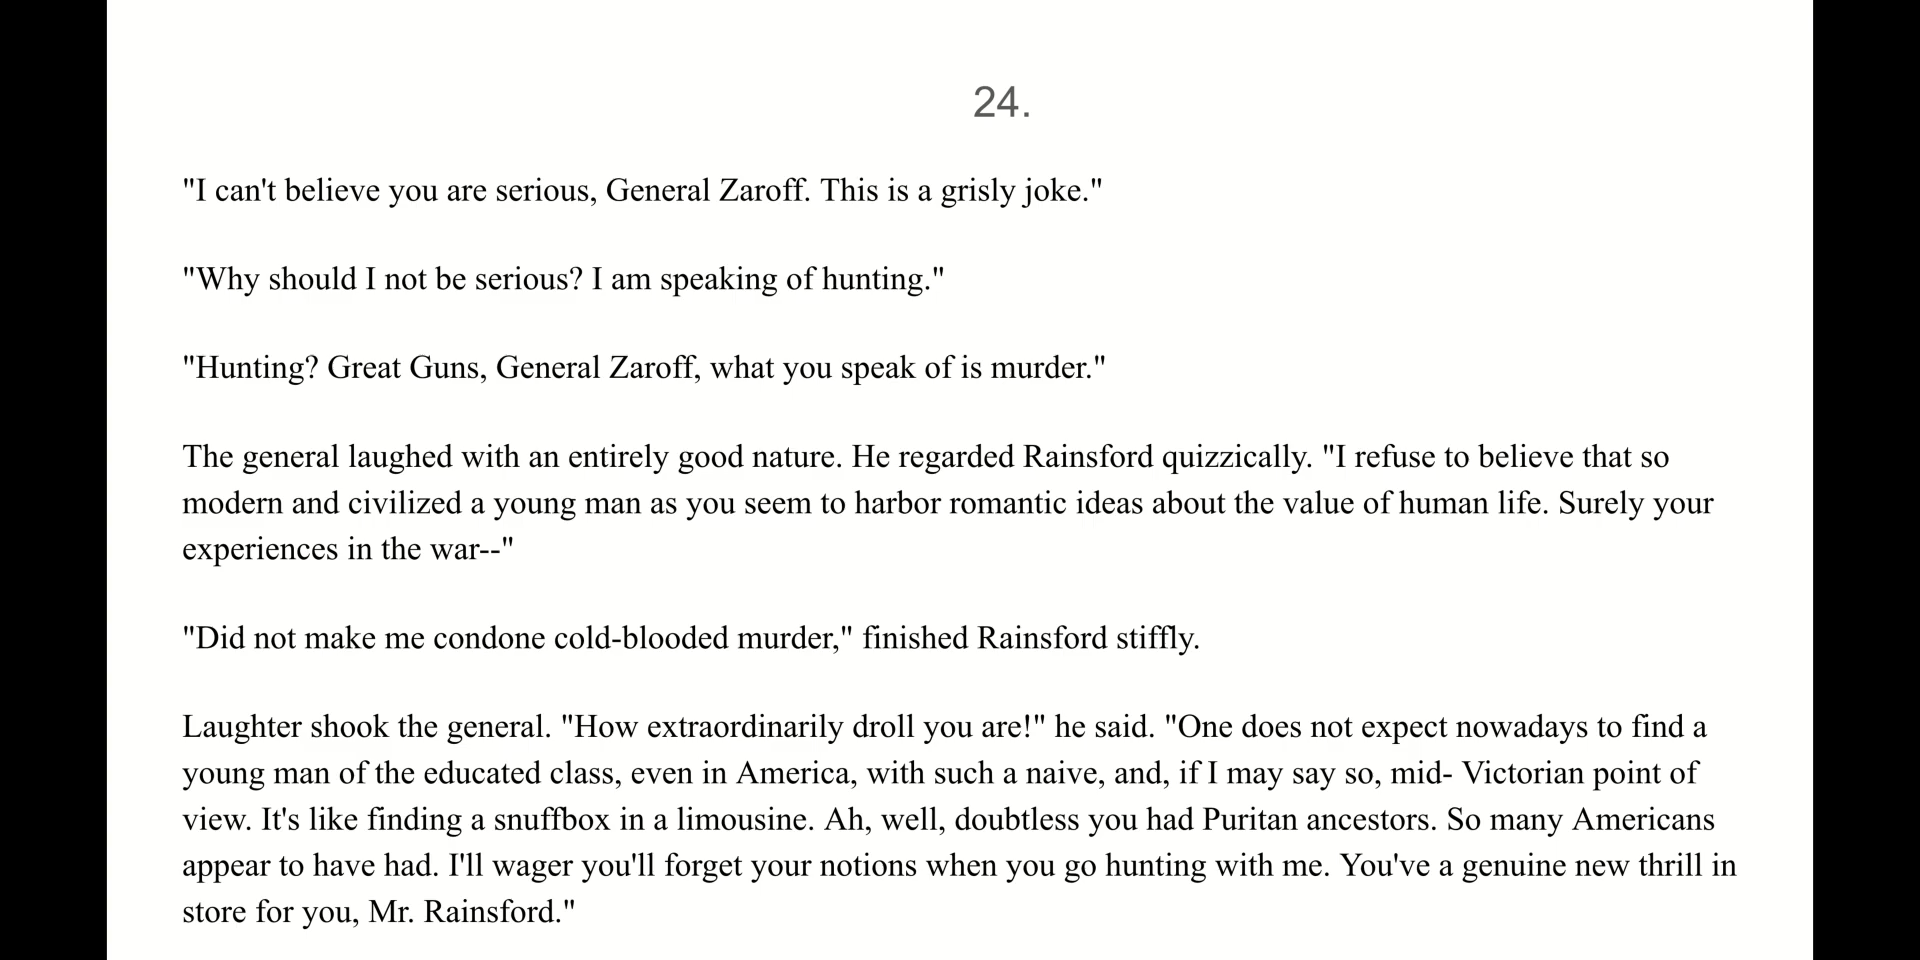 24.
"I can't believe you are serious, General Zaroff. This is a grisly joke."
"Why should I not be serious? I am speaking of hunting."
"Hunting? Great Guns, General Zaroff, what you speak of is murder."
The general laughed with an entirely good nature. He regarded Rainsford quizzically. "I refuse to believe that so
modern and civilized a young man as you seem to harbor romantic ideas about the value of human life. Surely your
experiences in the war--"
"Did not make me condone cold-blooded murder," finished Rainsford stiffly.
Laughter shook the general. "How extraordinarily droll you are!" he said. "One does not expect nowadays to find a
young man of the educated class, even in America, with such a naive, and, if I may say so, mid- Victorian point of
view. It's like finding a snuffbox in a limousine. Ah, well, doubtless you had Puritan ancestors. So many Americans
appear to have had. I'll wager you'll forget your notions when you go hunting with me. You've a genuine new thrill in
store for you, Mr. Rainsford."